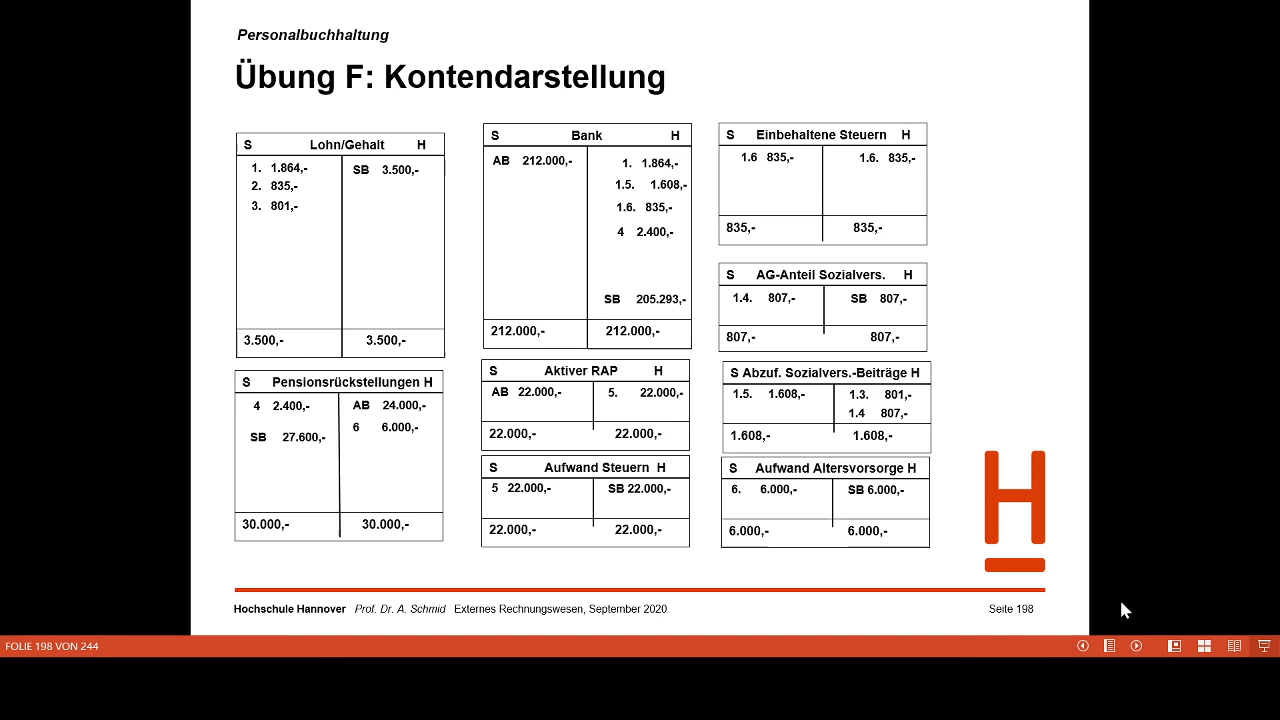 Personalbuchhaltung
Übung F: Kontendarstellung
S Lohn/Gehalt H
1. 1.864,- SB 3.500,-
2. 835,-
3. 801,-
3.500,- 3.500,-
S Pensionsrückstellungen H
4 2.400,- AB 24.000,-
6 6.000,-
SB 27.600,-
30.000,- 30.000,-
S Bank H
AB 212.000,- 1. 1.864,-
1.5. 1.608,-
1.6. 835,-
4 2.400,-
SB 205.293,-
212.000,- 212.000,-
S Aktiver RAP H
AB 22.000,- 5. 22.000,-
22.000,- 22.000,-
S Aufwand Steuern H
5 22.000,- SB 22.000,-
22.000,- 22.000,-
S Einbehaltene Steuern H
1.6 835,- 1.6. 835,-
835,- 835,-
S AG-Anteil Sozialvers. H
1.4. 807,- SB 807,-
807,- 807,-
S Abzuf. Sozialvers.-Beiträge H
1.5. 1.608,- 1.3. 801,-
1.4 807,-
1.608,- 1.608,-
S Aufwand Altersvorsorge H
6. 6.000,- SB 6.000,-
6.000,- 6.000,-
H
Hochschule Hannover Prof. Dr. A. Schmid Externes Rechnungswesen, September 2020 Seite 198
FOLIE 198 VON 244